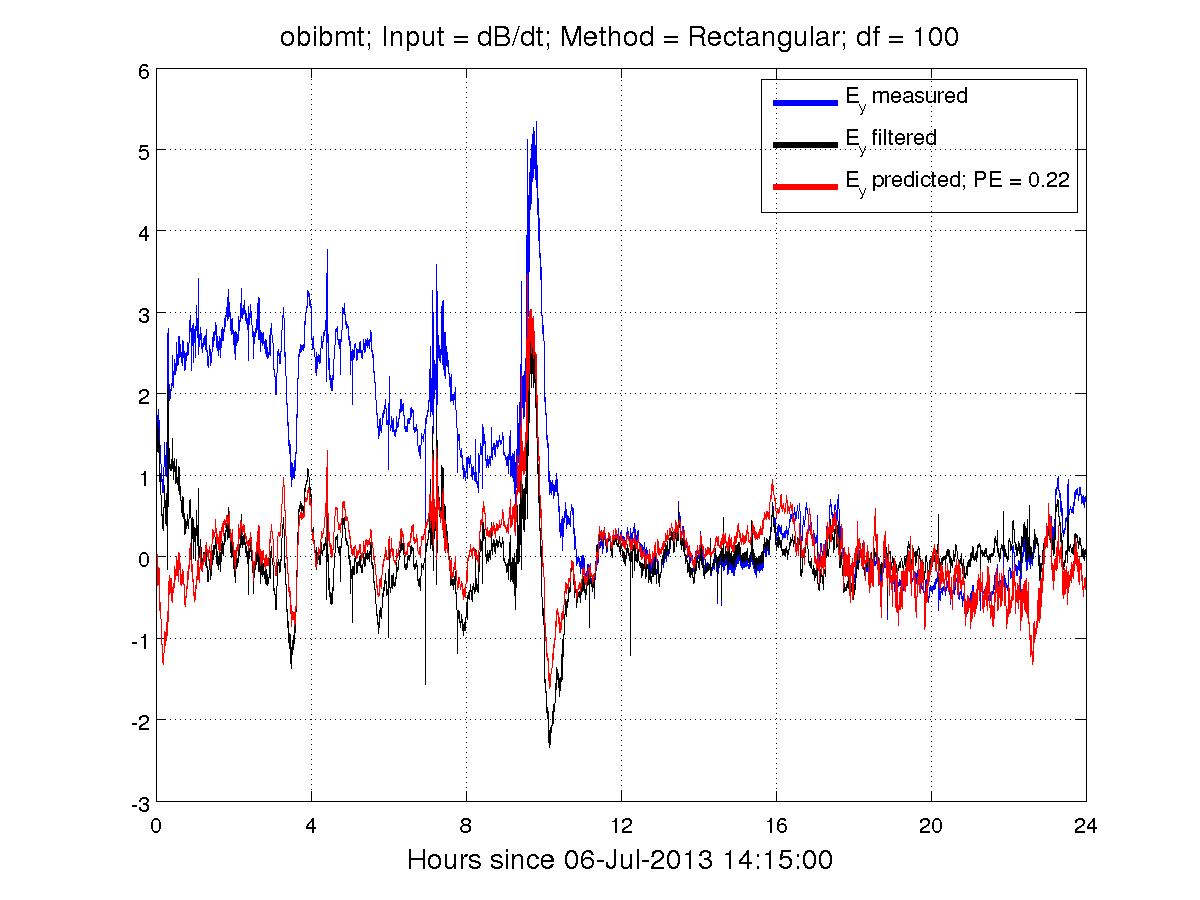 obibmt; Input = dB/dt; Method = Rectangular; df = 100
E_y measured
E_y filtered
E_y predicted; PE = 0.22
6
5
4
3
2
1
0
-1
-2
-3
0 4 8 12 16 20 24
Hours since 06-Jul-2013 14:15:00